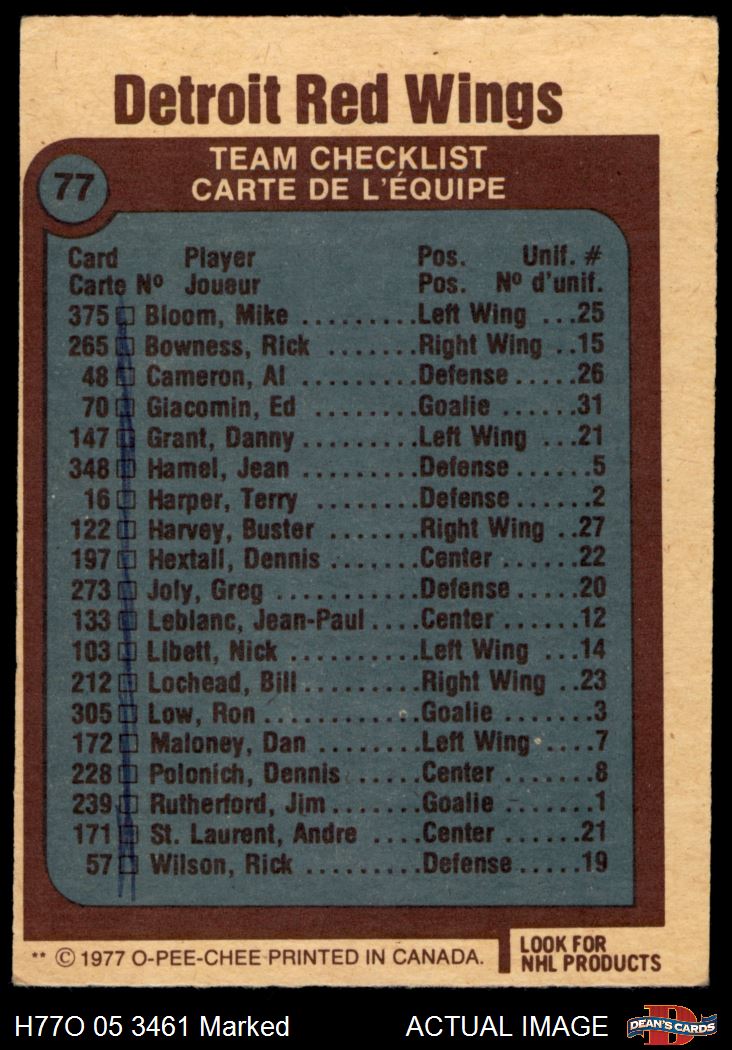 Detroit Red Wings
77
TEAM CHECKLIST
CARTE DE L'ÉQUIPE
Card Player Pos. Unif. #
Carte Nº Joueur Pos. Nº d'unif.
375 Bloom, Mike ..........Left Wing ...25
265 Bowness, Rick ........Right Wing ..15
48 Cameron, Al ..........Defense......26
70 Giacomin, Ed .........Goalie .......31
147 Grant, Danny..........Left Wing ...21
348 Hamel, Jean ..........Defense......5
16 Harper, Terry .........Defense......2
122 Harvey, Buster ........Right Wing ..27
197 Hextall, Dennis ........Center .......22
273 Joly, Greg ............Defense......20
133 Leblanc, Jean-Paul ....Center .......12
103 Libett, Nick ...........Left Wing ...14
212 Lochead, Bill..........Right Wing ..23
305 Low, Ron .............Goalie .......3
172 Maloney, Dan .........Left Wing ....7
228 Polonich, Dennis ......Center .......8
239 Rutherford, Jim........Goalie .......1
171 St. Laurent, Andre ....Center.......21
57 Wilson, Rick ..........Defense......19
** © 1977 O-PEE-CHEE PRINTED IN CANADA.
LOOK FOR
NHL PRODUCTS
H77O 05 3461 Marked ACTUAL IMAGE
D
DEAN'S CARDS